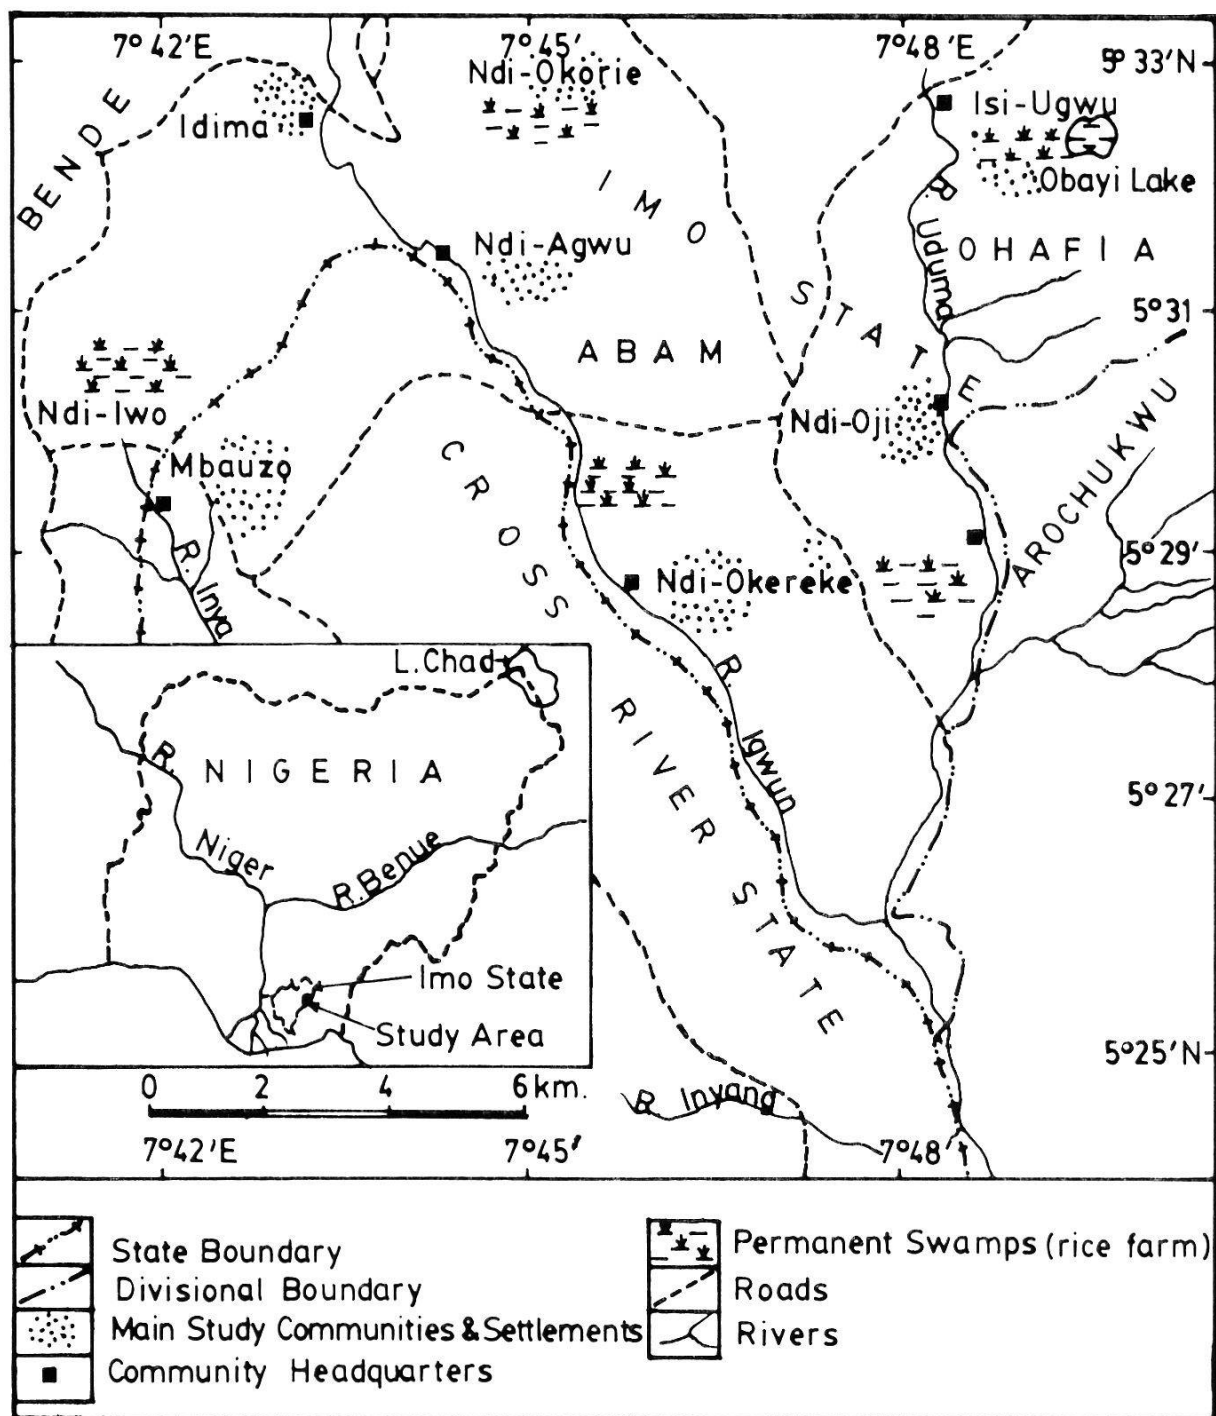 7° 42'E
7° 45'
7° 48' E
5° 33'N
Ndi-Okorie
Isi-Ugwu
BENDE
Idima
Obayi Lake
IMO
STATE
R. Uduma
OHAFIA
Ndi-Agwu
5° 31
ABAM
Ndi-Iwo
Ndi-Oji
Mbauzo
AROCHUKWU
CROSS
RIVER
STATE
5° 29'
R. Inya
Ndi-Okereke
R. Igwun
L.Chad
NIGERIA
R. Niger
R.Benue
5° 27'
Imo State
Study Area
5° 25'N
0 2 4 6km.
R. Inyang
7° 42'E
7° 45'
7° 48'
State Boundary
Divisional Boundary
Main Study Communities & Settlements
Community Headquarters
Permanent Swamps (rice farm)
Roads
Rivers